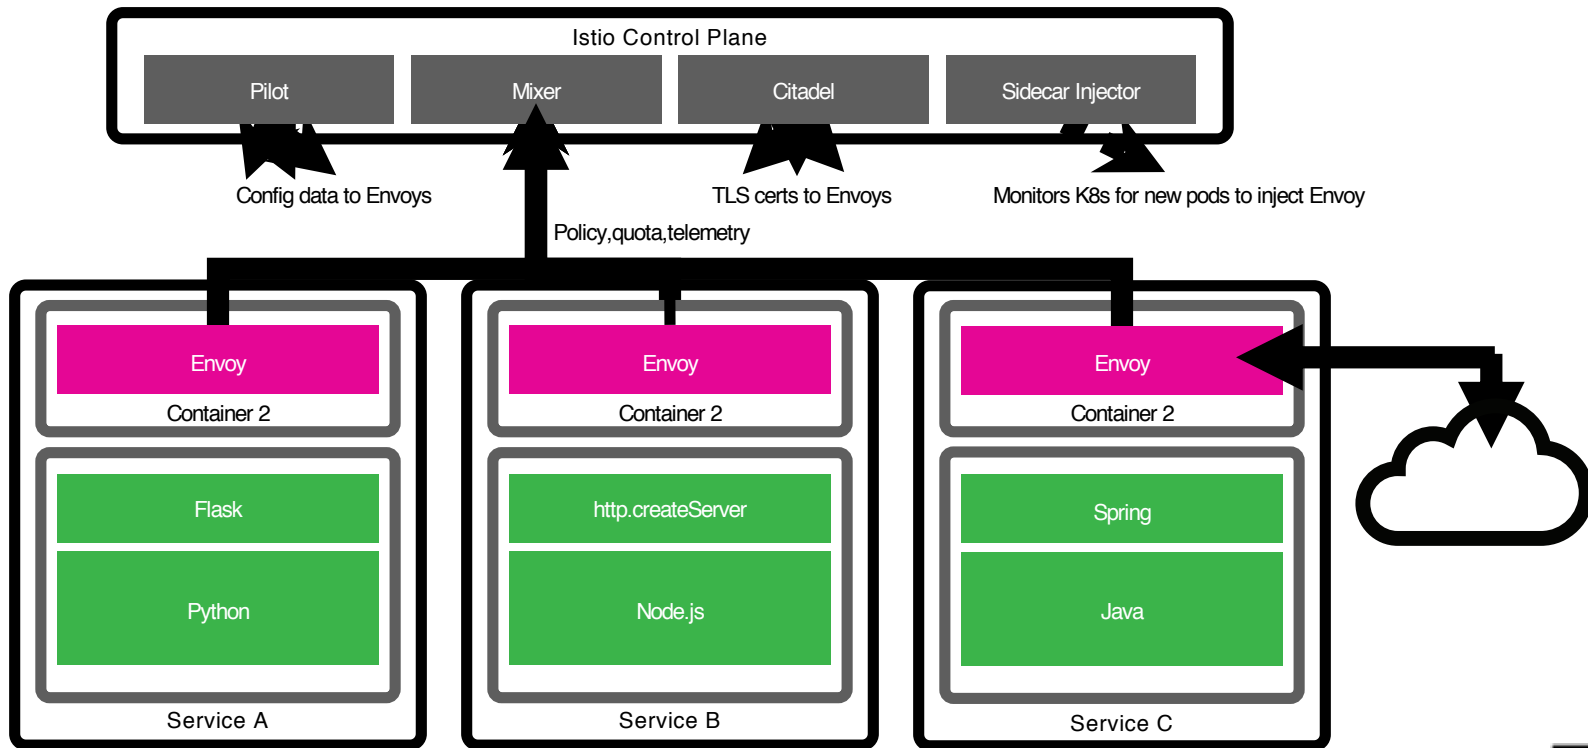 Istio Control Plane
Pilot
Mixer
Citadel
Sidecar Injector
Config data to Envoys
TLS certs to Envoys
Monitors K8s for new pods to inject Envoy
Policy,quota,telemetry
Envoy
Container 2
Flask
Python
Service A
Envoy
Container 2
http.createServer
Node.js
Service B
Envoy
Container 2
Spring
Java
Service C